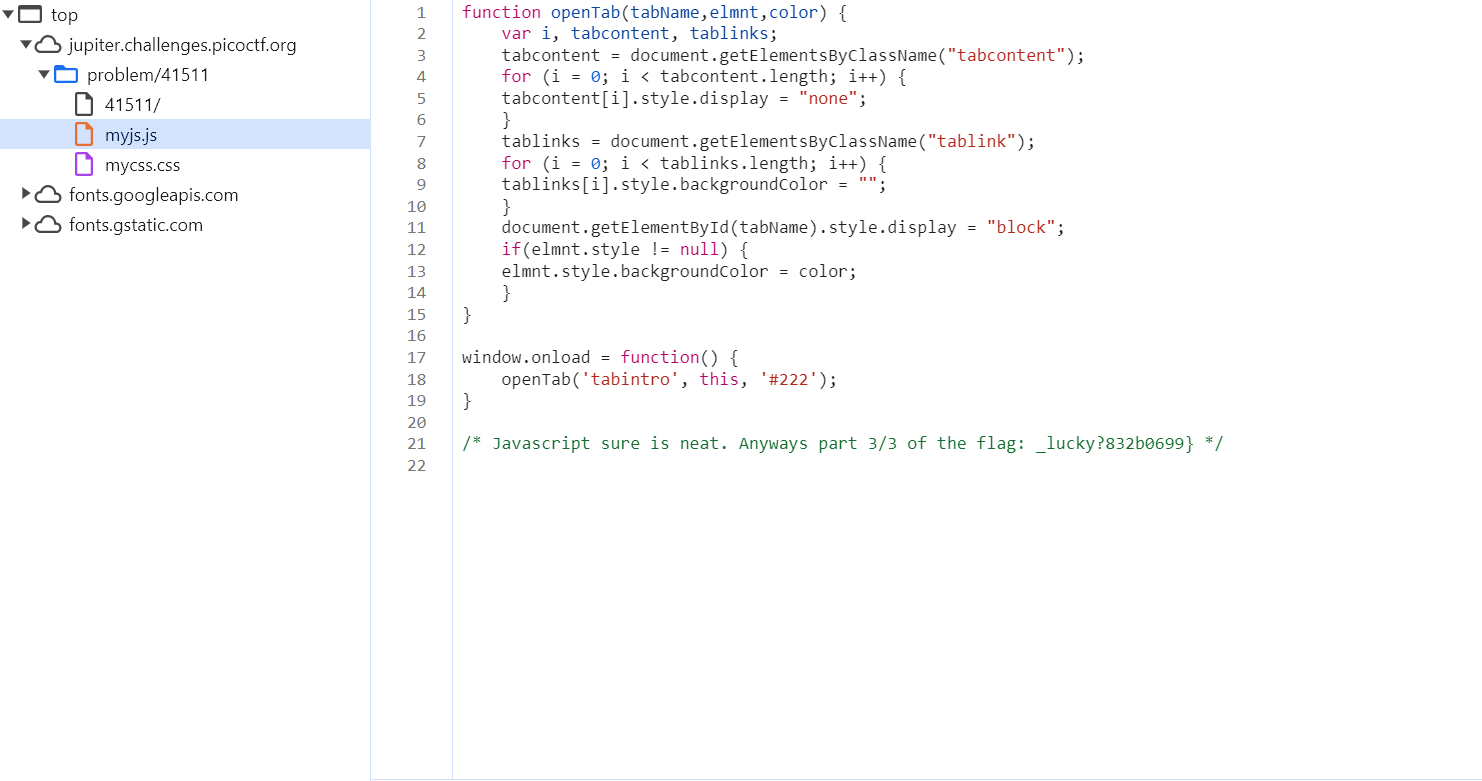 top
jupiter.challenges.picoctf.org
problem/41511
41511/
myjs.js
mycss.css
fonts.googleapis.com
fonts.gstatic.com
1 function openTab(tabName,elmnt,color) {
2     var i, tabcontent, tablinks;
3     tabcontent = document.getElementsByClassName("tabcontent");
4     for (i = 0; i < tabcontent.length; i++) {
5     tabcontent[i].style.display = "none";
6     }
7     tablinks = document.getElementsByClassName("tablink");
8     for (i = 0; i < tablinks.length; i++) {
9     tablinks[i].style.backgroundColor = "";
10     }
11     document.getElementById(tabName).style.display = "block";
12     if(elmnt.style != null) {
13     elmnt.style.backgroundColor = color;
14     }
15 }
16
17 window.onload = function() {
18     openTab('tabintro', this, '#222');
19 }
20
21 /* Javascript sure is neat. Anyways part 3/3 of the flag: _lucky?832b0699} */
22